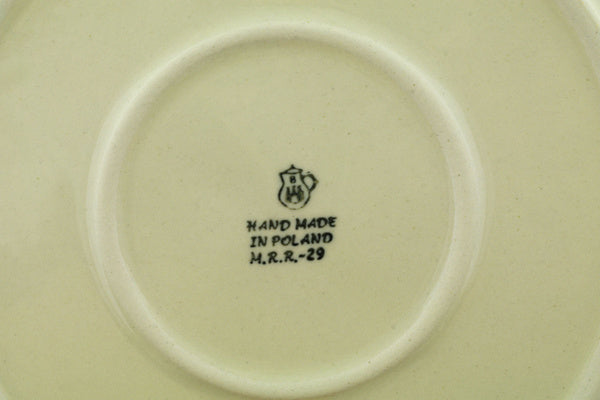 B
HAND MADE
IN POLAND
M.R.R.-29